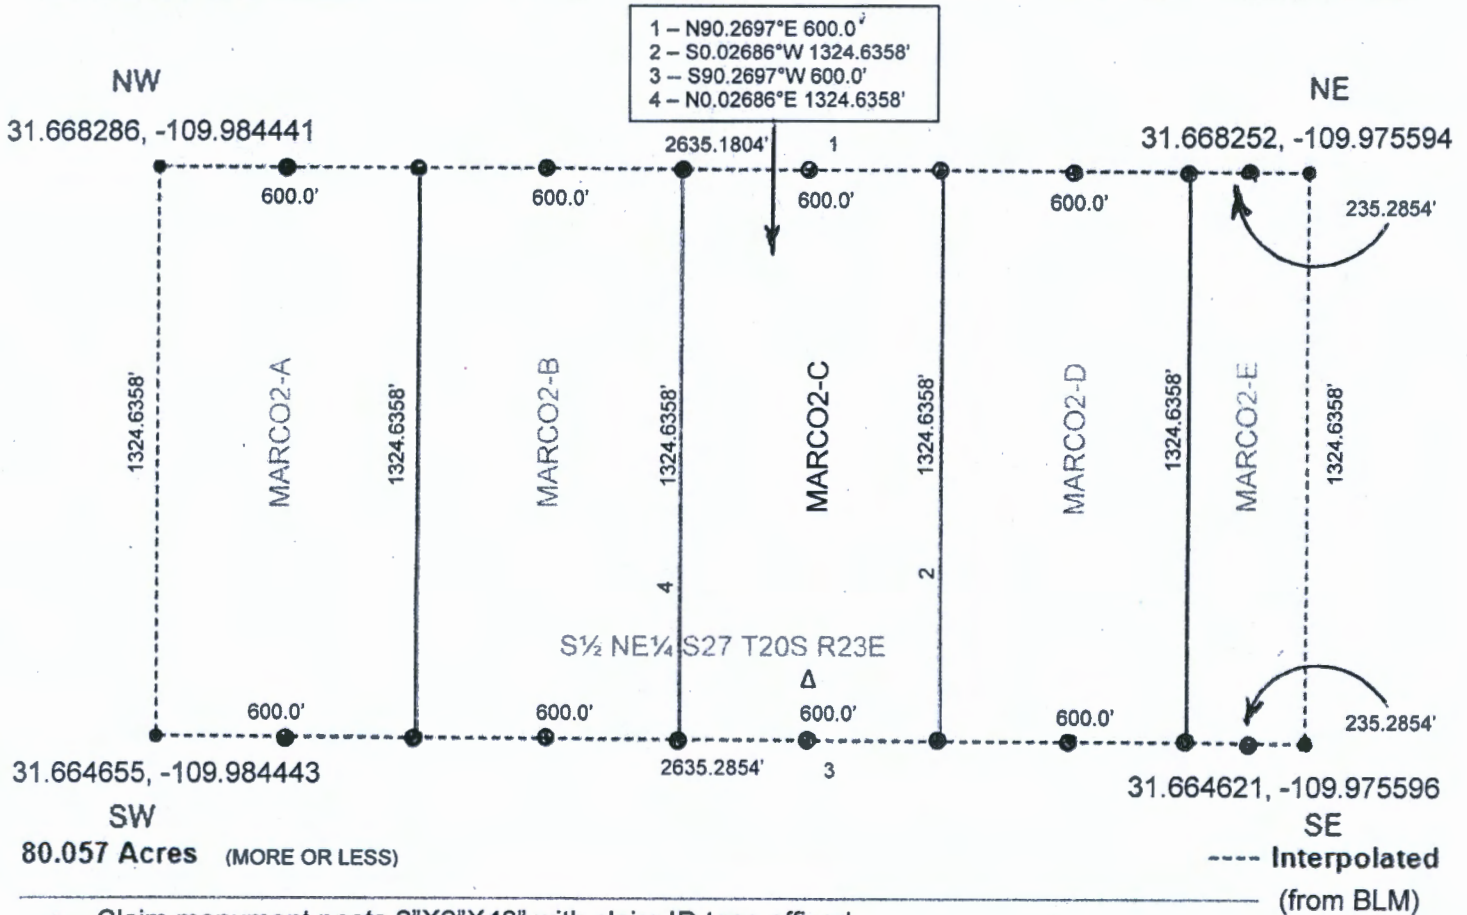 1 – N90.2697°E 600.0'
2 – S0.02686°W 1324.6358'
3 – S90.2697°W 600.0'
4 – N0.02686°E 1324.6358'
NW
NE
31.668286, -109.984441
2635.1804'
1
31.668252, -109.975594
600.0'
600.0'
600.0'
600.0'
235.2854'
1324.6358'
MARCO2-A
1324.6358'
MARCO2-B
1324.6358'
MARCO2-C
1324.6358'
MARCO2-D
1324.6358'
MARCO2-E
1324.6358'
4
2
S½ NE¼ S27 T20S R23E
Δ
600.0'
600.0'
600.0'
600.0'
235.2854'
31.664655, -109.984443
2635.2854'
3
31.664621, -109.975596
SW
SE
80.057 Acres (MORE OR LESS)
---- Interpolated
(from BLM)